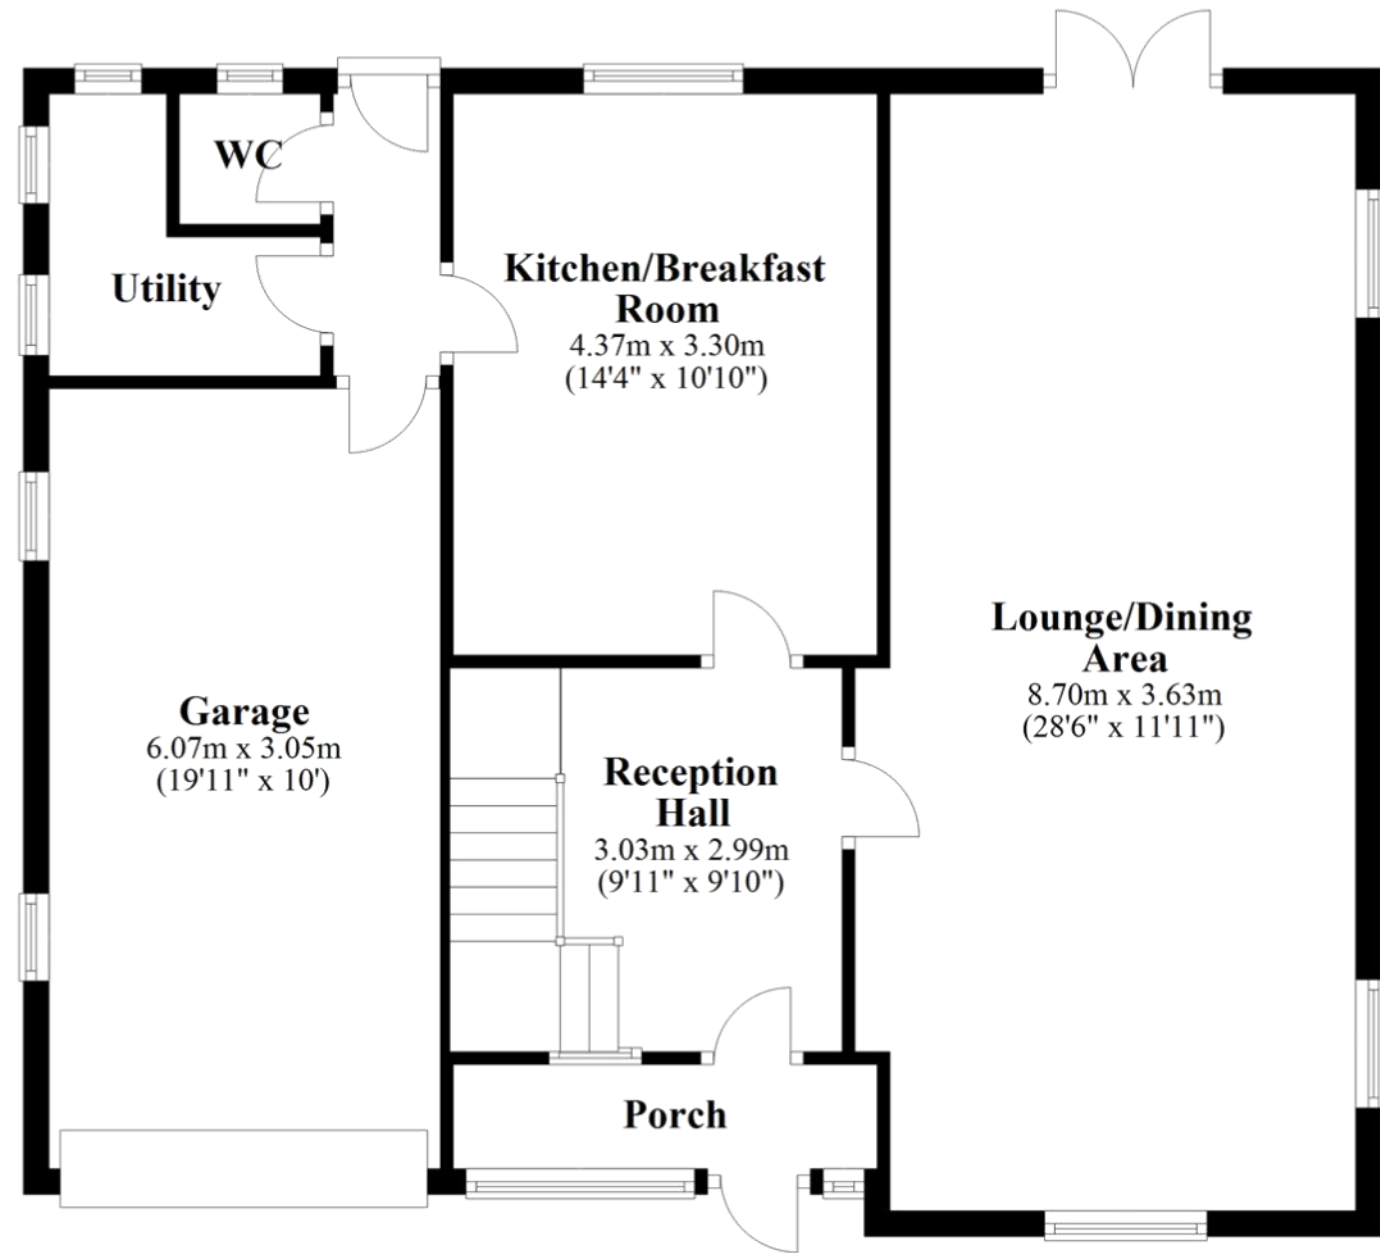 WC
Utility
Kitchen/Breakfast
Room
4.37m x 3.30m
(14'4" x 10'10")
Lounge/Dining
Area
8.70m x 3.63m
(28'6" x 11'11")
Garage
6.07m x 3.05m
(19'11" x 10')
Reception
Hall
3.03m x 2.99m
(9'11" x 9'10")
Porch